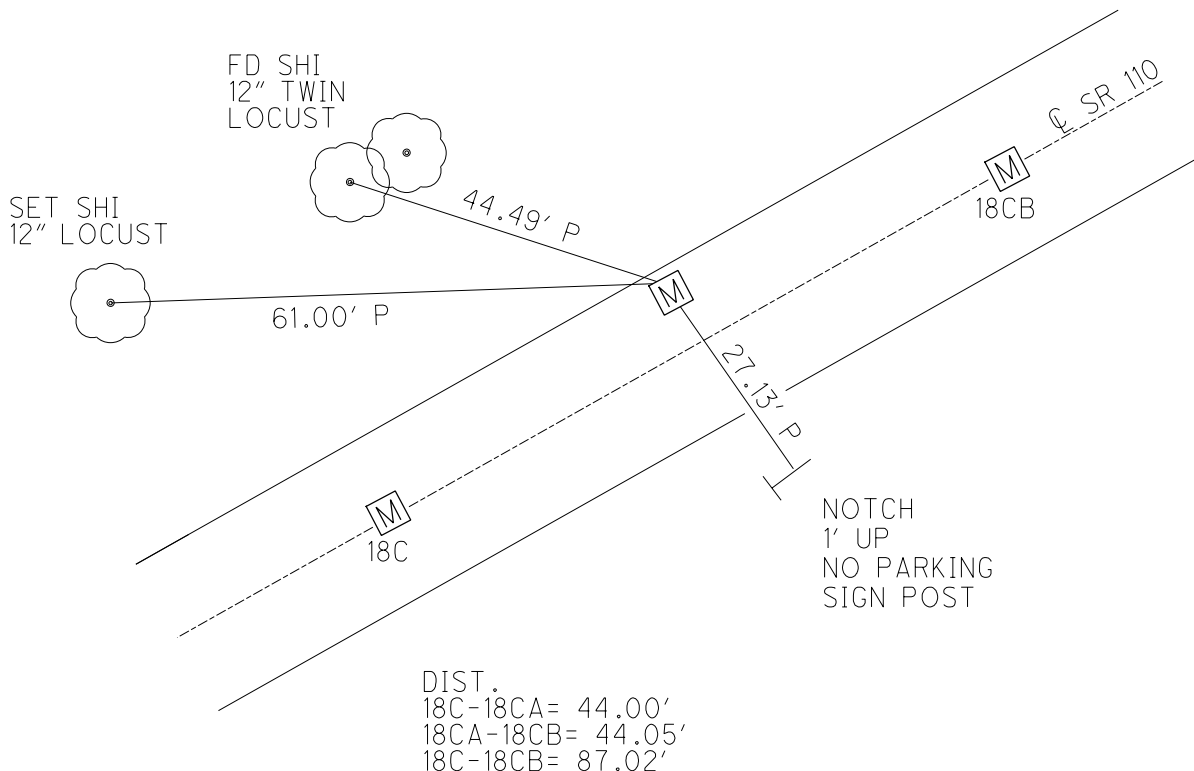 FD SHI
12" TWIN
LOCUST
SET SHI
12" LOCUST
44.49' P
61.00' P
M
27.13' P
℄ SR 110
M
18CB
M
18C
NOTCH
1' UP
NO PARKING
SIGN POST
DIST.
18C-18CA= 44.00'
18CA-18CB= 44.05'
18C-18CB= 87.02'